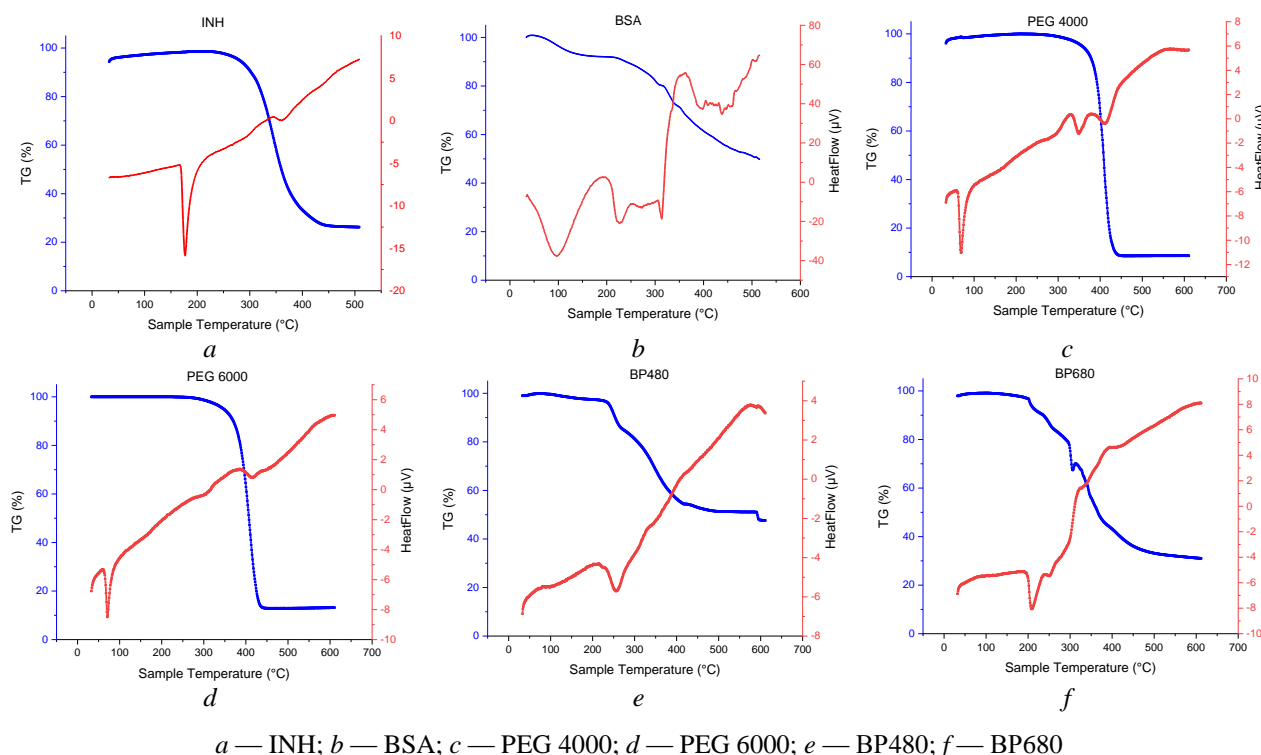 INH
TG (%)
100
80
60
40
20
0
10
5
0
-5
-10
-15
-20
0 100 200 300 400 500
Sample Temperature (°C)
a
BSA
TG (%)
100
80
60
40
20
0
80
60
40
20
0
-20
-40
HeatFlow (µV)
0 100 200 300 400 500 600
Sample Temperature (°C)
b
PEG 4000
TG (%)
100
80
60
40
20
0
8
6
4
2
0
-2
-4
-6
-8
-10
-12
HeatFlow (µV)
0 100 200 300 400 500 600 700
Sample Temperature (°C)
c
PEG 6000
TG (%)
100
80
60
40
20
0
6
4
2
0
-2
-4
-6
-8
-10
HeatFlow (µV)
0 100 200 300 400 500 600 700
Sample Temperature (°C)
d
BP480
TG (%)
100
80
60
40
20
0
4
2
0
-2
-4
-6
-8
HeatFlow (µV)
0 100 200 300 400 500 600 700
Sample Temperature (°C)
e
BP680
TG (%)
100
80
60
40
20
0
10
8
6
4
2
0
-2
-4
-6
-8
-10
0 100 200 300 400 500 600 700
Sample Temperature (°C)
f
a — INH; b — BSA; c — PEG 4000; d — PEG 6000; e — BP480; f — BP680